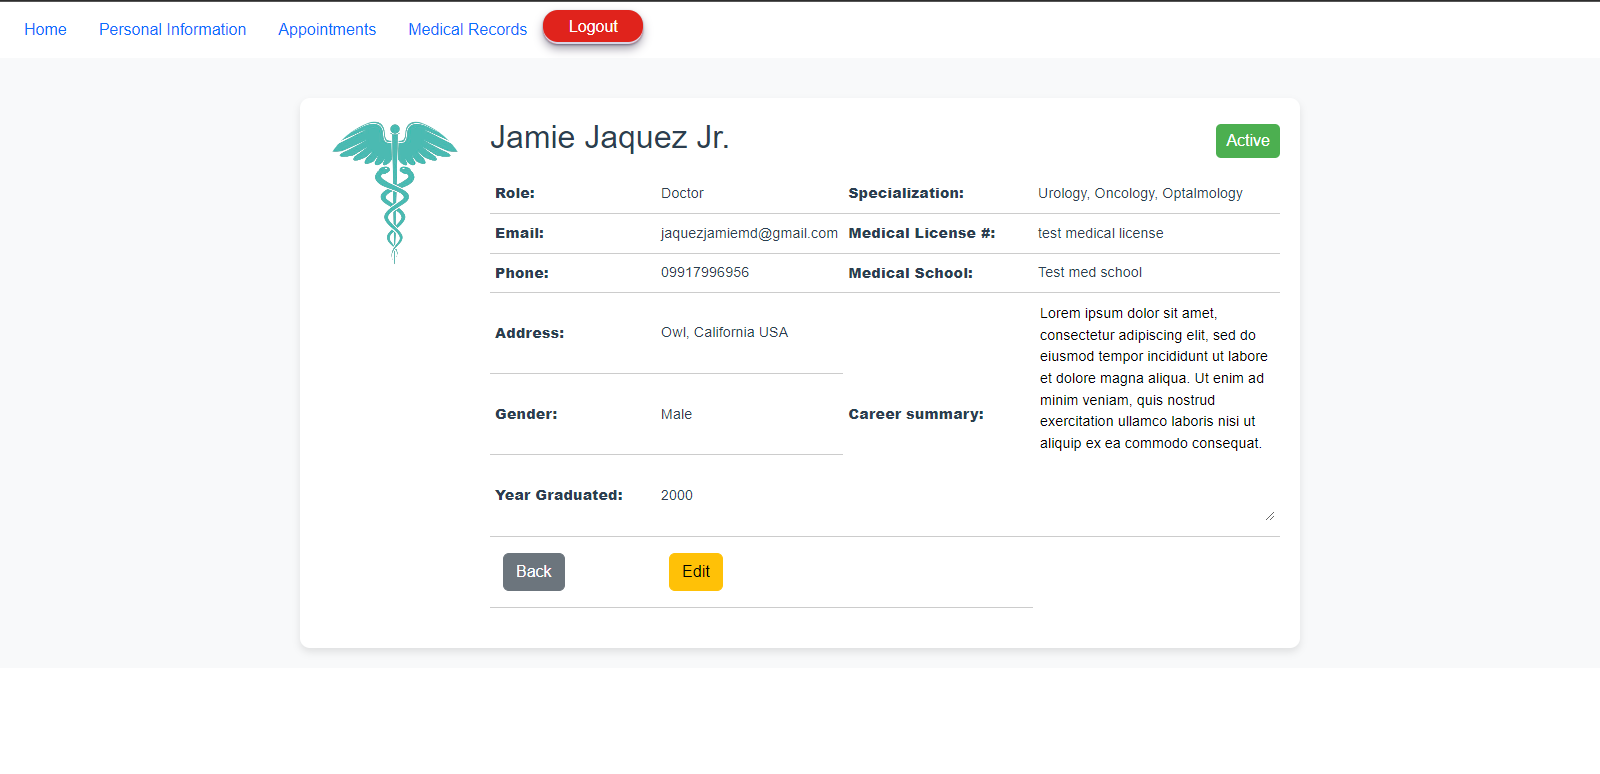 Home Personal Information Appointments Medical Records Logout
Jamie Jaquez Jr. Active
Role: Doctor Specialization: Urology, Oncology, Optalmology
Email: jaquezjamiemd@gmail.com Medical License #: test medical license
Phone: 09917996956 Medical School: Test med school
Address: Owl, California USA
Gender: Male
Year Graduated: 2000
Career summary:
Lorem ipsum dolor sit amet,
consectetur adipiscing elit, sed do
eiusmod tempor incididunt ut labore
et dolore magna aliqua. Ut enim ad
minim veniam, quis nostrud
exercitation ullamco laboris nisi ut
aliquip ex ea commodo consequat.
Back Edit